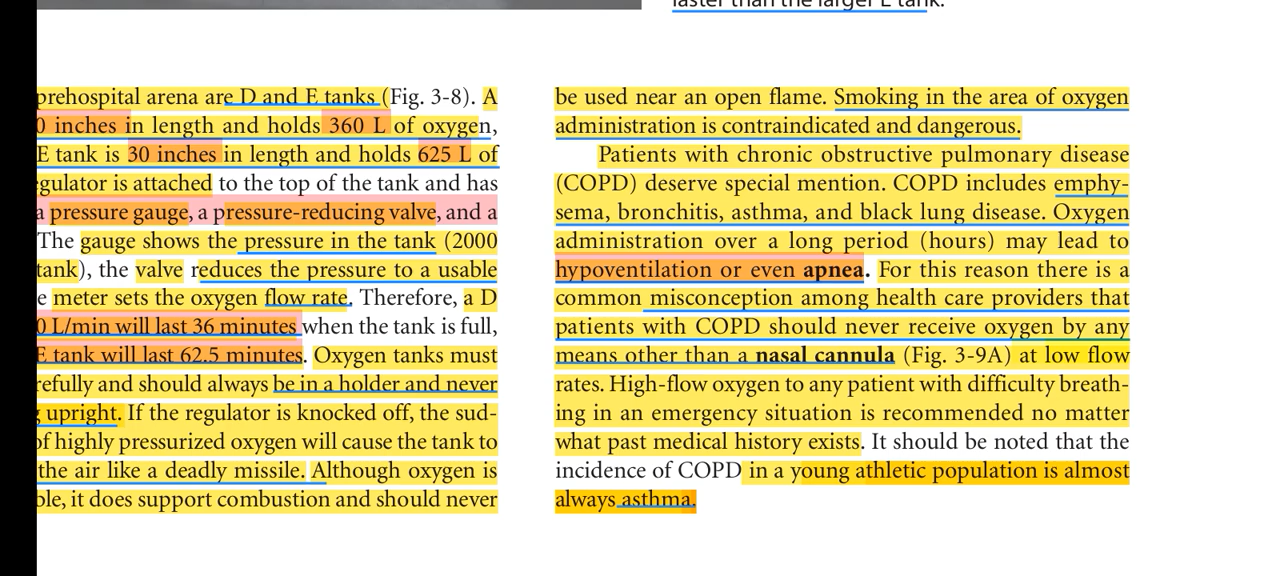 faster than the larger E tank.
prehospital arena are D and E tanks (Fig. 3-8). A
0 inches in length and holds 360 L of oxygen,
E tank is 30 inches in length and holds 625 L of
gulator is attached to the top of the tank and has
a pressure gauge, a pressure-reducing valve, and a
The gauge shows the pressure in the tank (2000
tank), the valve reduces the pressure to a usable
e meter sets the oxygen flow rate. Therefore, a D
0 L/min will last 36 minutes when the tank is full,
E tank will last 62.5 minutes. Oxygen tanks must
refully and should always be in a holder and never
g upright. If the regulator is knocked off, the sud-
of highly pressurized oxygen will cause the tank to
the air like a deadly missile. Although oxygen is
ble, it does support combustion and should never
be used near an open flame. Smoking in the area of oxygen
administration is contraindicated and dangerous.
Patients with chronic obstructive pulmonary disease
(COPD) deserve special mention. COPD includes emphy-
sema, bronchitis, asthma, and black lung disease. Oxygen
administration over a long period (hours) may lead to
hypoventilation or even apnea. For this reason there is a
common misconception among health care providers that
patients with COPD should never receive oxygen by any
means other than a nasal cannula (Fig. 3-9A) at low flow
rates. High-flow oxygen to any patient with difficulty breath-
ing in an emergency situation is recommended no matter
what past medical history exists. It should be noted that the
incidence of COPD in a young athletic population is almost
always asthma.